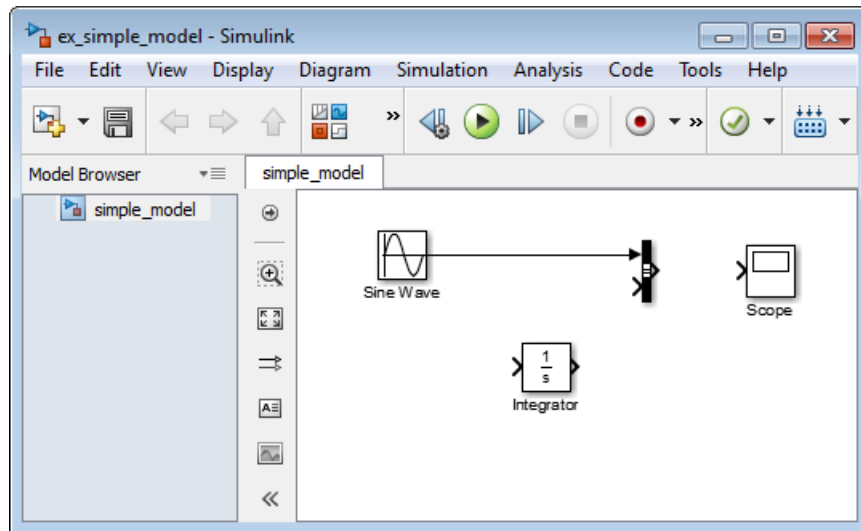 ex_simple_model - Simulink
File Edit View Display Diagram Simulation Analysis Code Tools Help
Model Browser
simple_model
simple_model
Sine Wave
Scope
1
s
Integrator